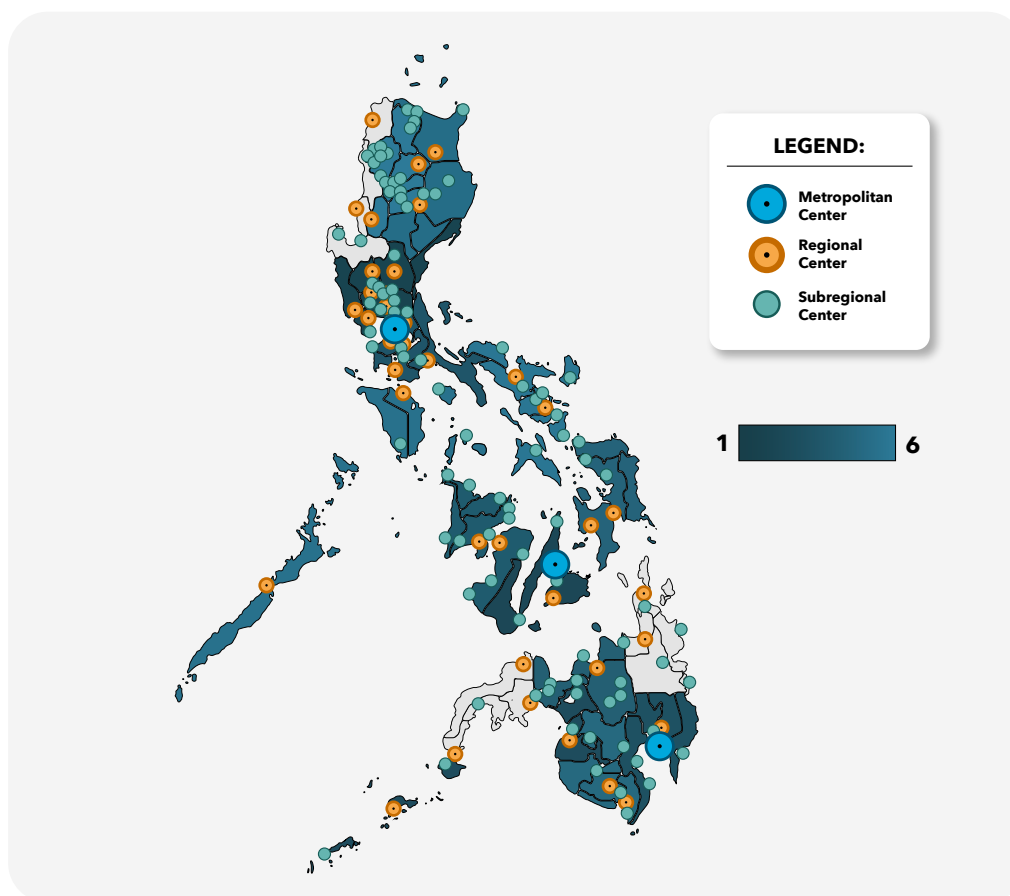 LEGEND:
Metropolitan
Center
Regional
Center
Subregional
Center
1
6